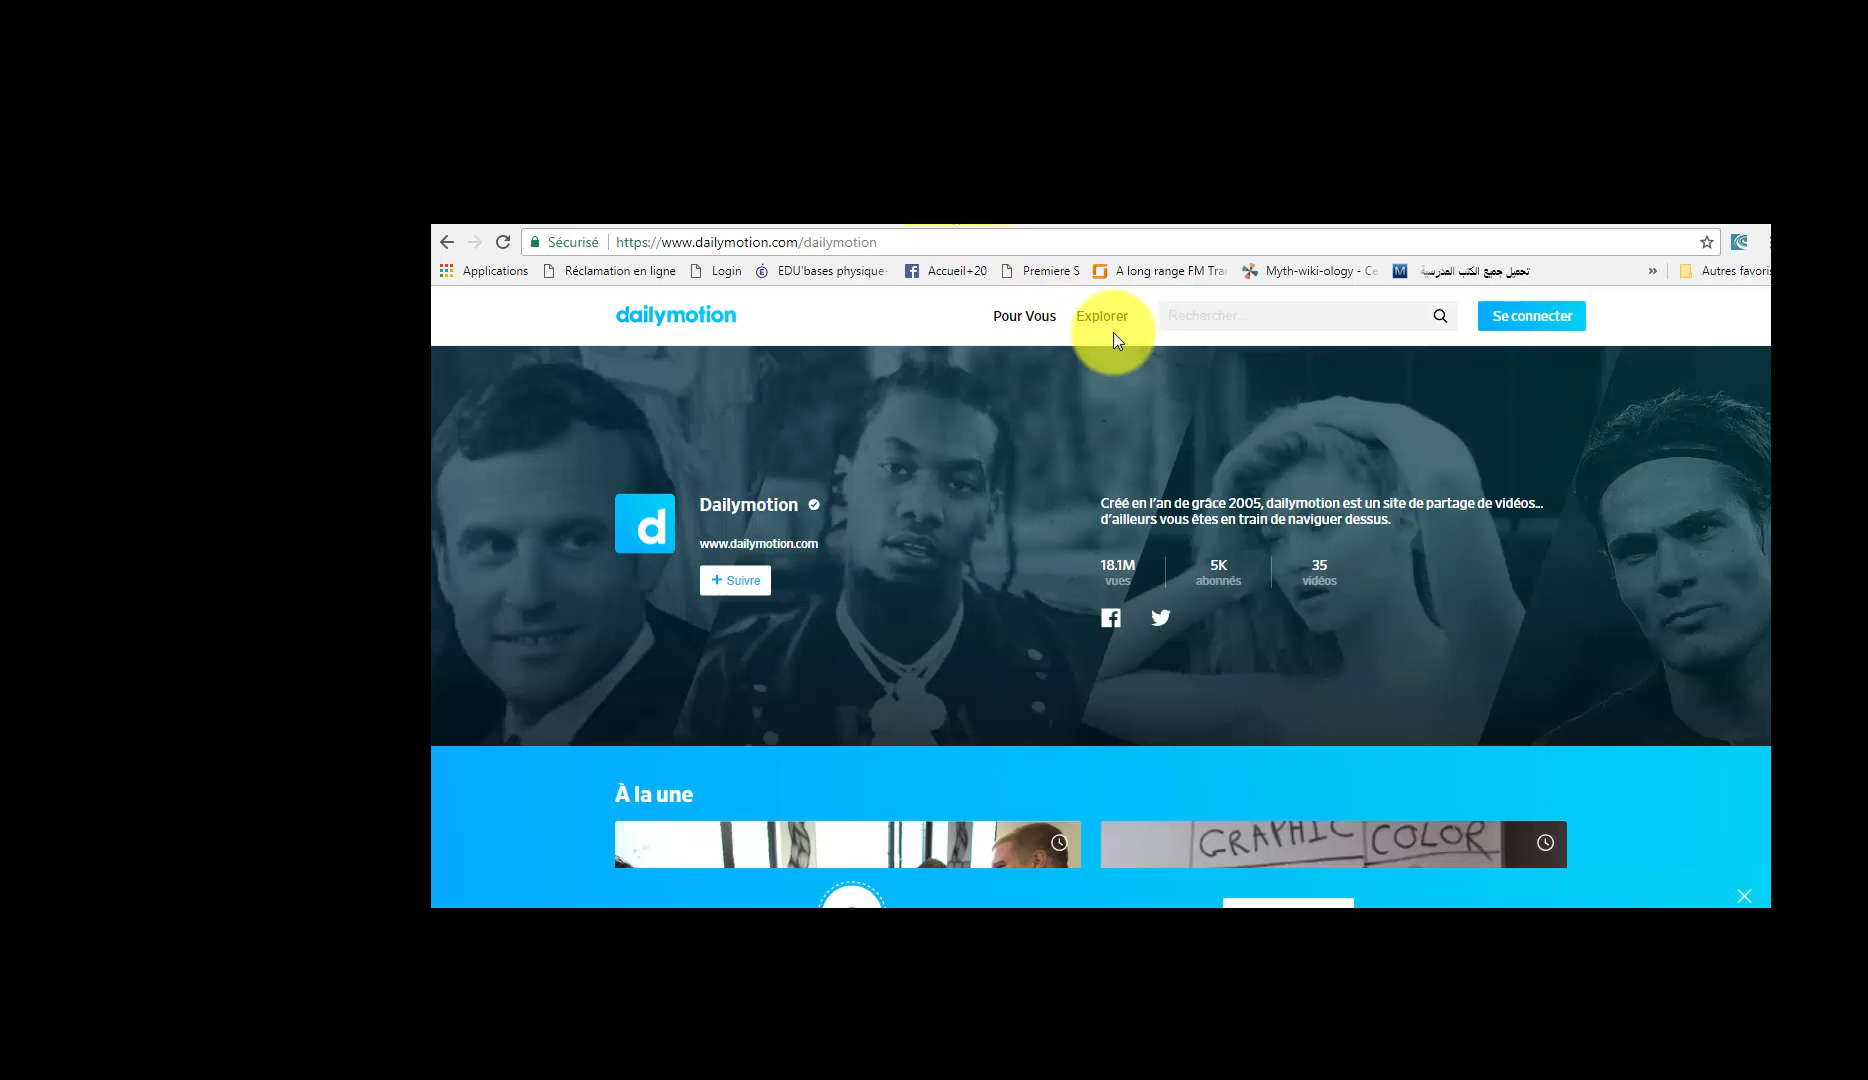 Sécurisé https://www.dailymotion.com/dailymotion
Applications Réclamation en ligne Login EDU'bases physique- Accueil+20 Premiere S A long range FM Tra Myth-wiki-ology - Ce تحميل جميع الكتب المدرسية » Autres favoris
dailymotion Pour Vous Explorer Rechercher... Se connecter
d
Dailymotion
www.dailymotion.com
+ Suivre
Créé en l'an de grâce 2005, dailymotion est un site de partage de vidéos...
d'ailleurs vous êtes en train de naviguer dessus.
18.1M 5K 35
vues abonnés vidéos
À la une
GRAPHIC COLOR